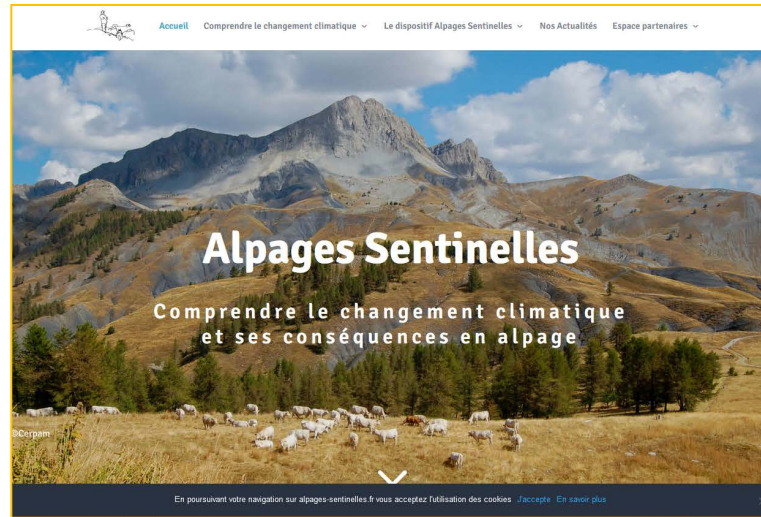 Accueil Comprendre le changement climatique Le dispositif Alpages Sentinelles Nos Actualités Espace partenaires
Alpages Sentinelles
Comprendre le changement climatique
et ses conséquences en alpage
©Cerpam
En poursuivant votre navigation sur alpages-sentinelles.fr vous acceptez l'utilisation des cookies J'accepte En savoir plus